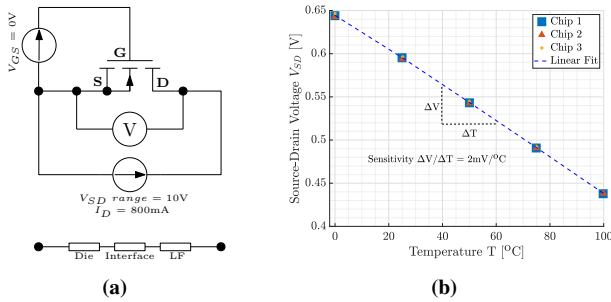 V_GS = 0V
G
S
D
V
V_SD range = 10V
I_D = 800mA
Die
Interface
LF
(a)
Source-Drain Voltage V_SD [V]
0.65
0.6
0.55
0.5
0.45
0.4
Chip 1
Chip 2
Chip 3
Linear Fit
ΔV
ΔT
Sensitivity ΔV/ΔT = 2mV/°C
0
20
40
60
80
100
Temperature T [°C]
(b)